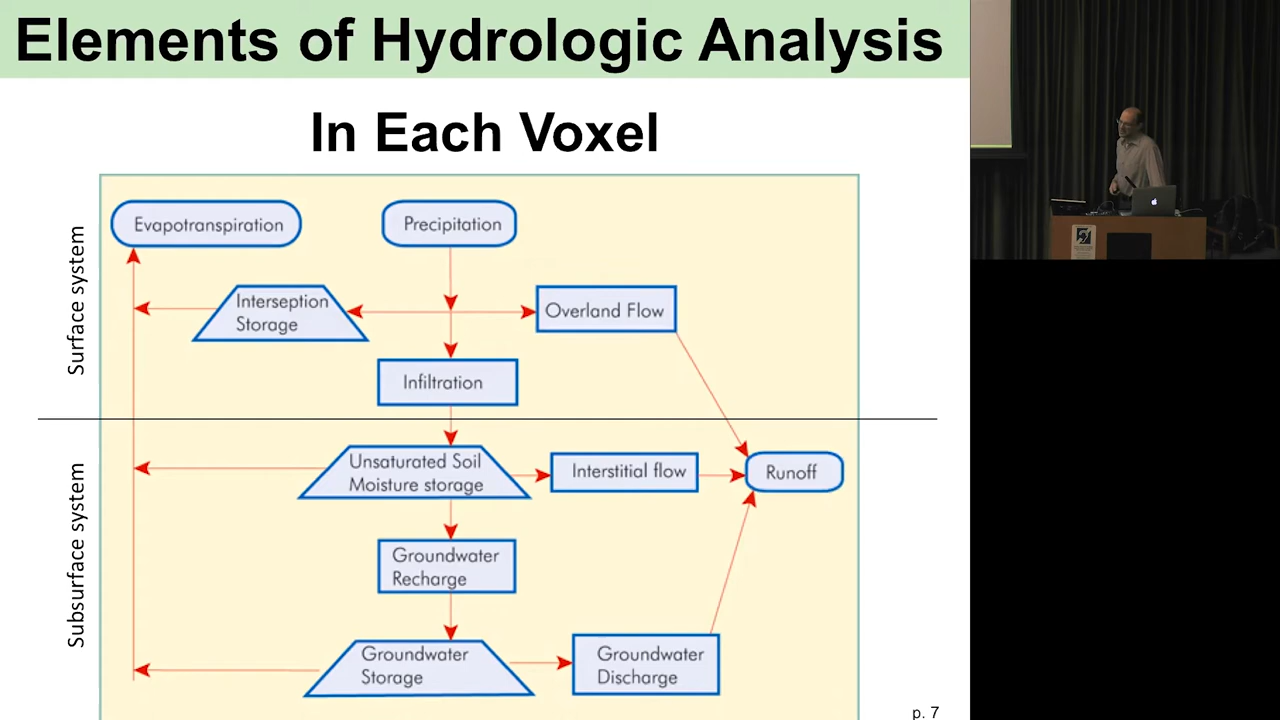 Elements of Hydrologic Analysis
In Each Voxel
Surface system
Evapotranspiration
Precipitation
Interseption
Storage
Overland Flow
Infiltration
Subsurface system
Unsaturated Soil
Moisture storage
Interstitial flow
Runoff
Groundwater
Recharge
Groundwater
Storage
Groundwater
Discharge
p. 7